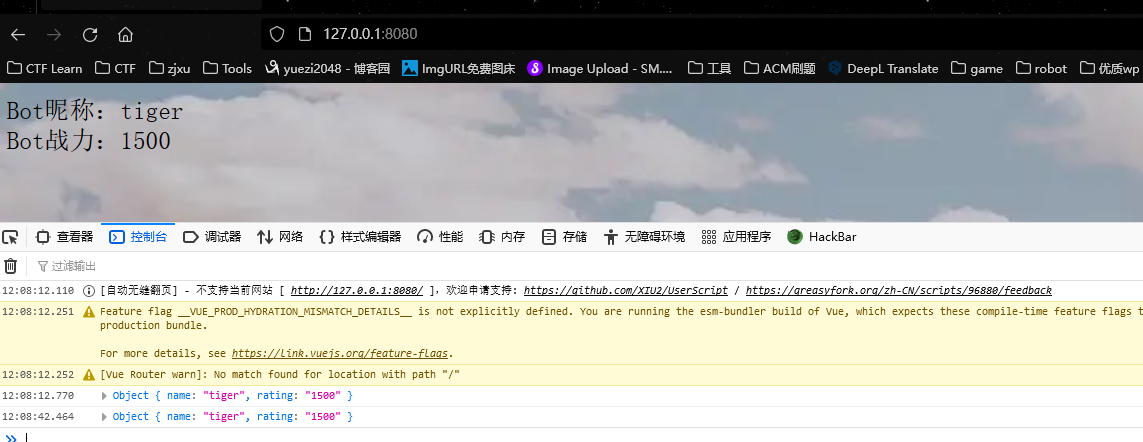 127.0.0.1:8080
CTF Learn CTF zjxu Tools yuezi2048 - 博客园 ImgURL免费图床 Image Upload - SM.... 工具 ACM刷题 DeepL Translate game robot 优质wp
Bot昵称：tiger
Bot战力：1500
查看器 控制台 调试器 网络 样式编辑器 性能 内存 存储 无障碍环境 应用程序 HackBar
过滤输出
12:08:12.110 [自动无缝翻页] - 不支持当前网站 [ http://127.0.0.1:8080/ ]，欢迎申请支持: https://github.com/XIU2/UserScript / https://greasyfork.org/zh-CN/scripts/96880/feedback
12:08:12.251 Feature flag __VUE_PROD_HYDRATION_MISMATCH_DETAILS__ is not explicitly defined. You are running the esm-bundler build of Vue, which expects these compile-time feature flags t
production bundle.
For more details, see https://link.vuejs.org/feature-flags.
12:08:12.252 [Vue Router warn]: No match found for location with path "/"
12:08:12.770 Object { name: "tiger", rating: "1500" }
12:08:42.464 Object { name: "tiger", rating: "1500" }